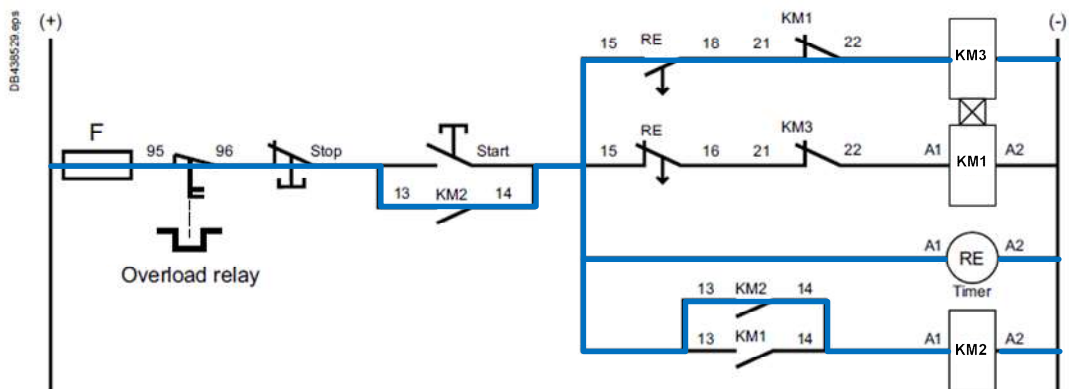 DB438529.eps
(+)
(-)
KM1
15 RE 18 21 22 KM3
F
95 96 Stop Start
15 RE 16 21 KM3 22 A1 KM1 A2
13 KM2 14
Overload relay
A1 RE A2
Timer
13 KM2 14
13 KM1 14 A1 KM2 A2